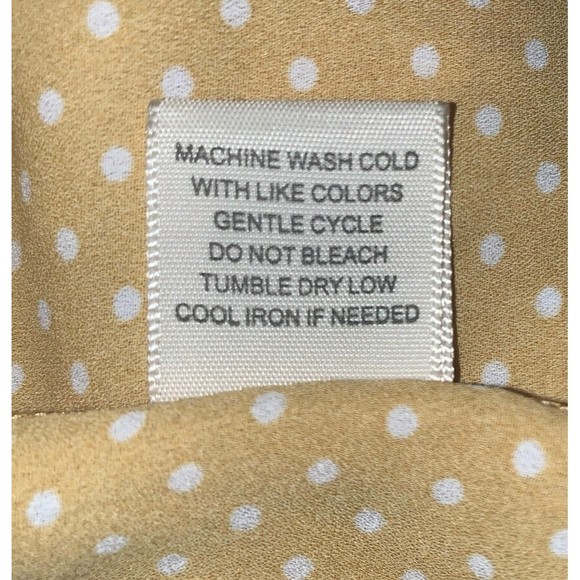 MACHINE WASH COLD
WITH LIKE COLORS
GENTLE CYCLE
DO NOT BLEACH
TUMBLE DRY LOW
COOL IRON IF NEEDED